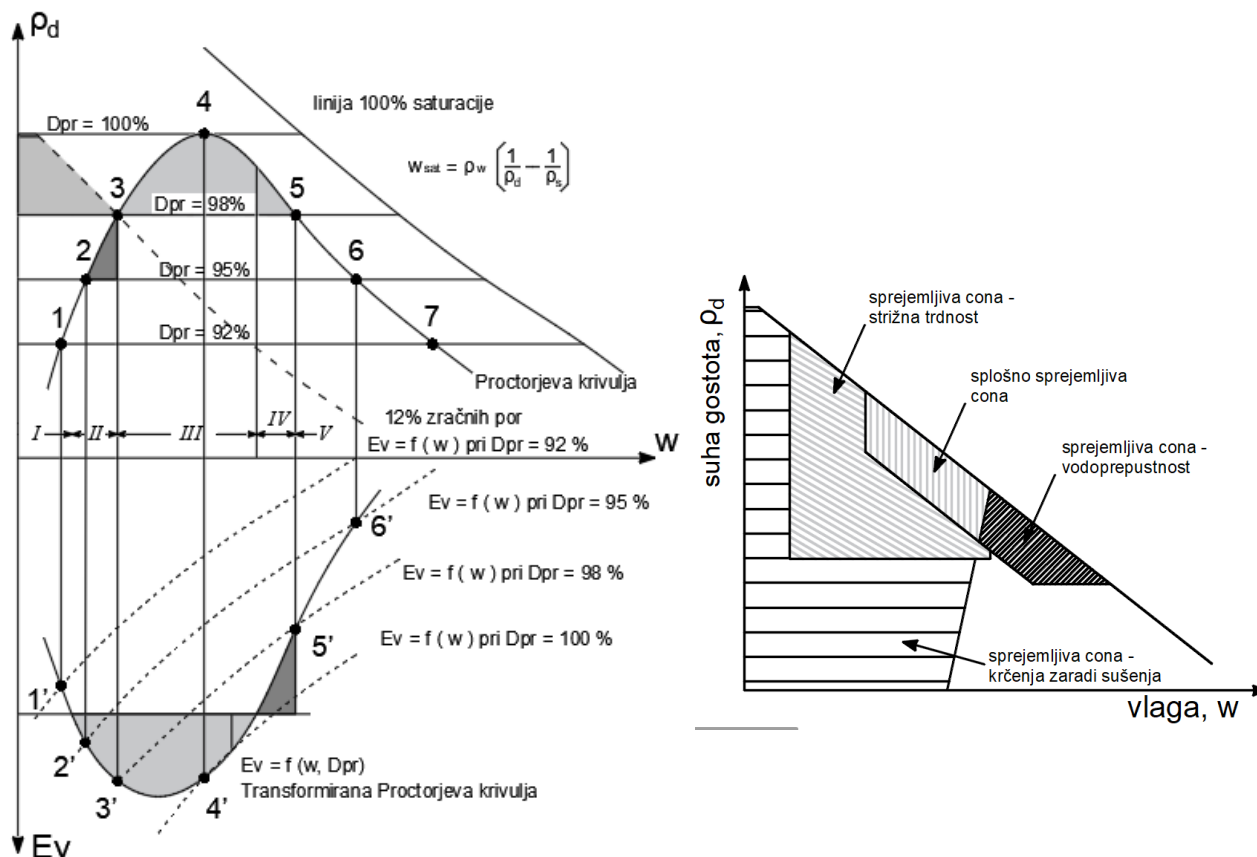 ρd
4
linija 100% saturacije
Dpr = 100%
wsat = ρw (1/ρd - 1/ρs)
3
Dpr = 98%
5
2
Dpr = 95%
6
1
Dpr = 92%
7
Proctorjeva krivulja
12% zračnih por
I II III IV V
Ev = f ( w ) pri Dpr = 92 %
w
Ev = f ( w ) pri Dpr = 95 %
6'
Ev = f ( w ) pri Dpr = 98 %
Ev = f ( w ) pri Dpr = 100 %
5'
1'
2'
3'
4'
Ev = f (w, Dpr)
Transformirana Proctorjeva krivulja
Ev
suha gostota, ρd
sprejemljiva cona -
strižna trdnost
splošno sprejemljiva
cona
sprejemljiva cona -
vodoprepustnost
sprejemljiva cona -
krčenja zaradi sušenja
vlaga, w